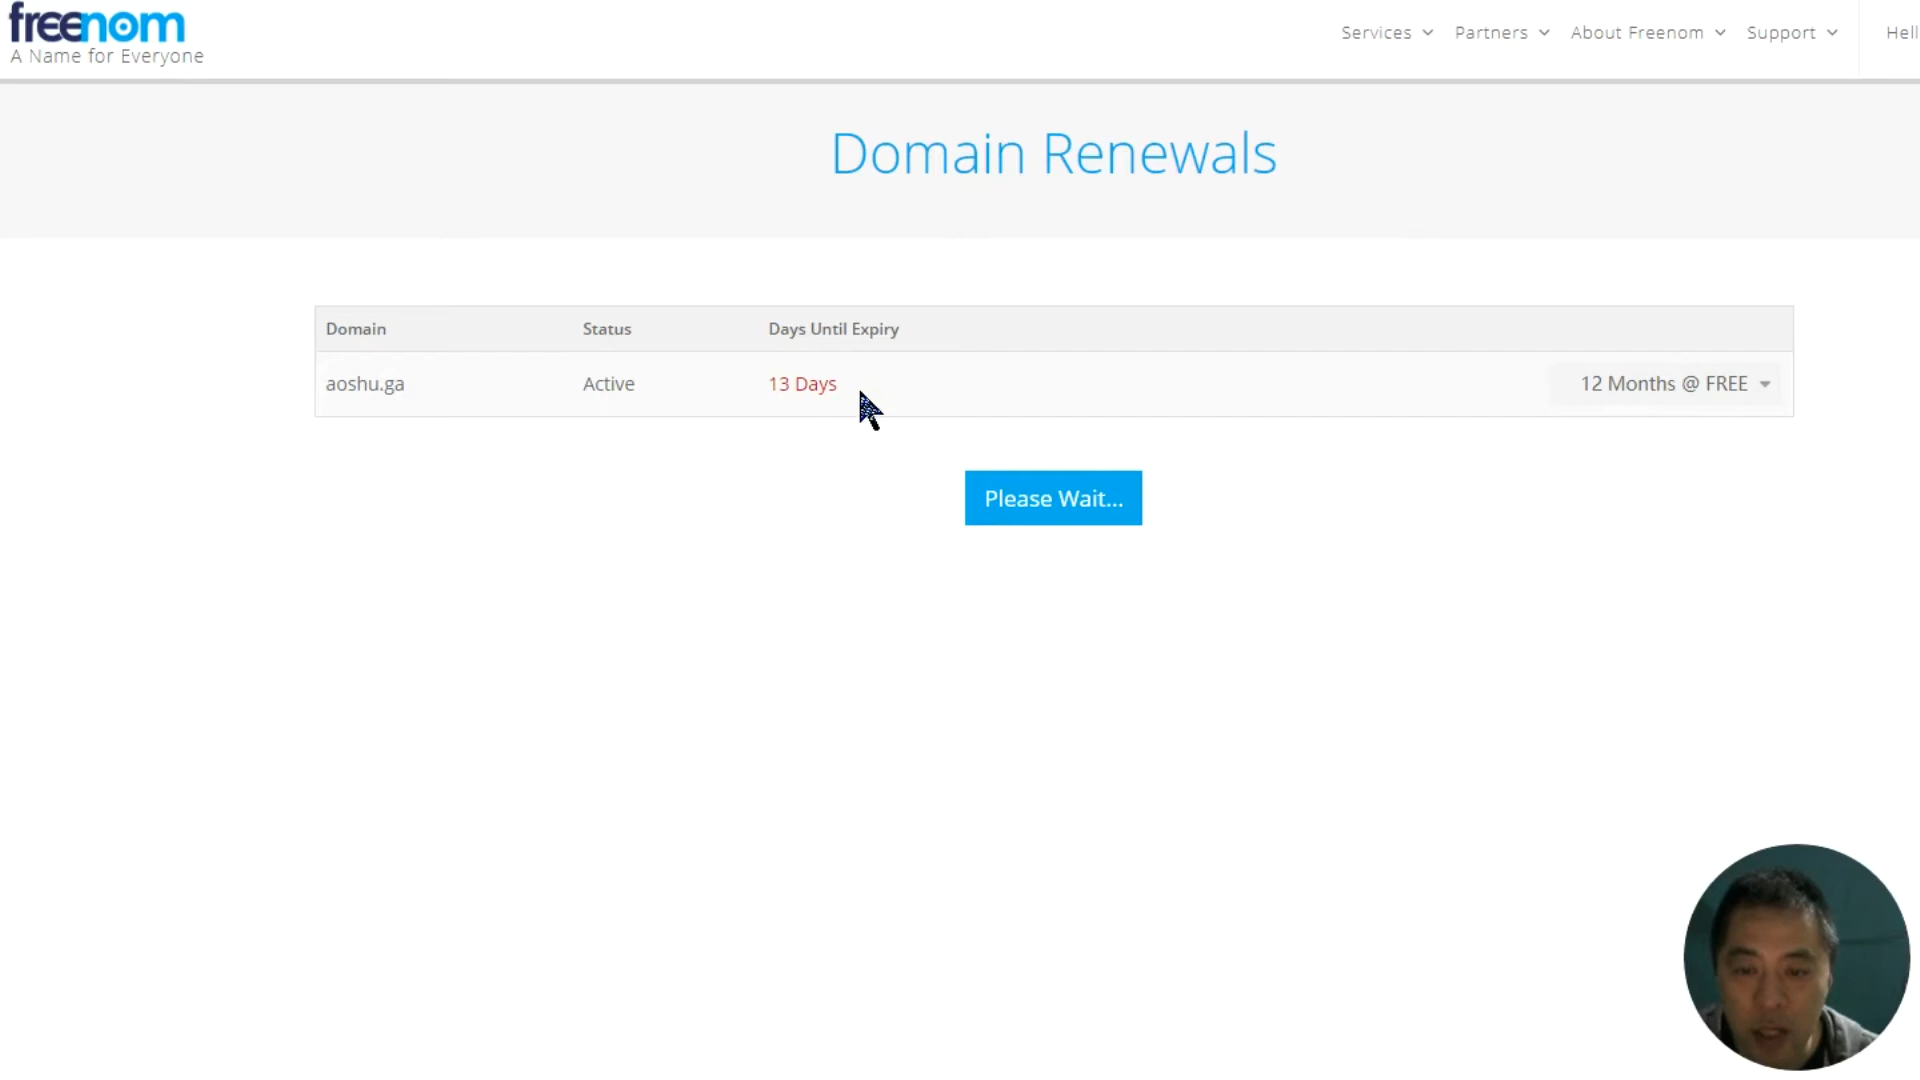 freenom
A Name for Everyone
Services
Partners
About Freenom
Support
Hell
Domain Renewals
Domain Status Days Until Expiry
aoshu.ga Active 13 Days 12 Months @ FREE
Please Wait...